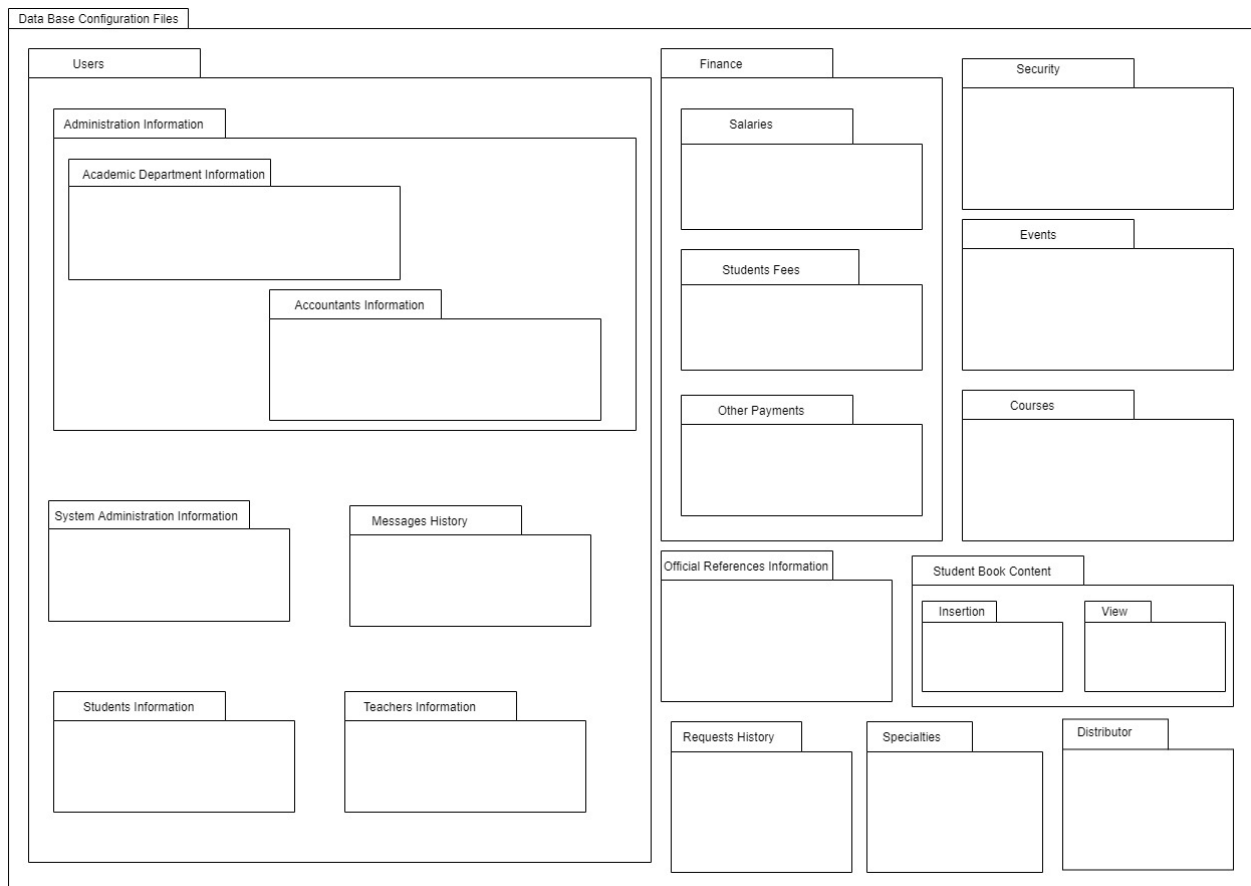 Data Base Configuration Files
Users
Administration Information
Academic Department Information
Accountants Information
System Administration Information
Messages History
Students Information
Teachers Information
Finance
Salaries
Students Fees
Other Payments
Security
Events
Courses
Official References Information
Student Book Content
Insertion
View
Requests History
Specialties
Distributor